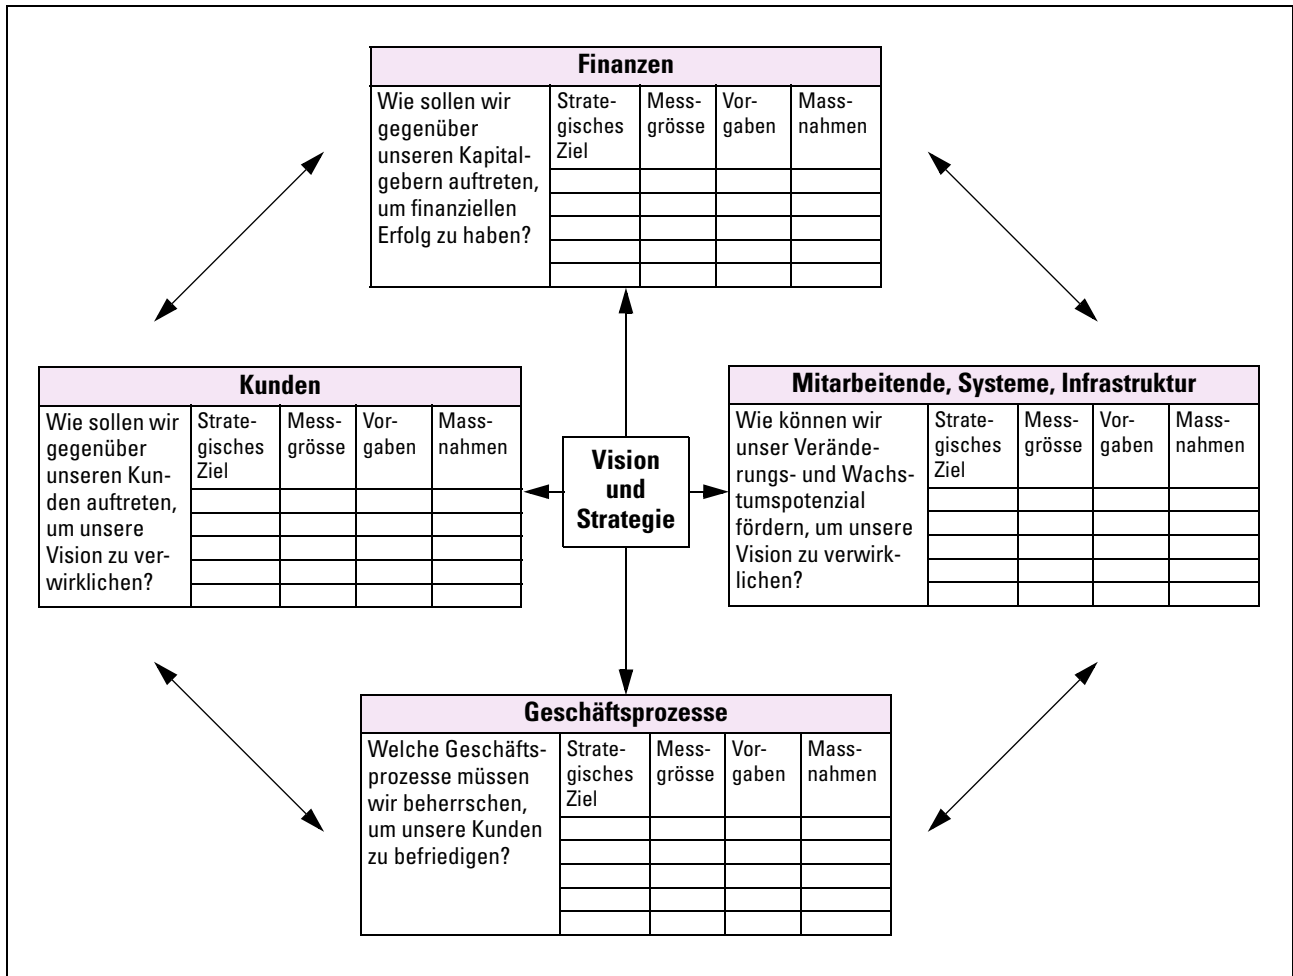 Finanzen
Wie sollen wir
gegenüber
unseren Kapital-
gebern auftreten,
um finanziellen
Erfolg zu haben?
Strate-
gisches
Ziel
Mess-
grösse
Vor-
gaben
Mass-
nahmen
Kunden
Wie sollen wir
gegenüber
unseren Kun-
den auftreten,
um unsere
Vision zu ver-
wirklichen?
Strate-
gisches
Ziel
Mess-
grösse
Vor-
gaben
Mass-
nahmen
Vision
und
Strategie
Mitarbeitende, Systeme, Infrastruktur
Wie können wir
unser Verände-
rungs- und Wachs-
tumspotenzial
fördern, um unsere
Vision zu verwirk-
lichen?
Strate-
gisches
Ziel
Mess-
grösse
Vor-
gaben
Mass-
nahmen
Geschäftsprozesse
Welche Geschäfts-
prozesse müssen
wir beherrschen,
um unsere Kunden
zu befriedigen?
Strate-
gisches
Ziel
Mess-
grösse
Vor-
gaben
Mass-
nahmen